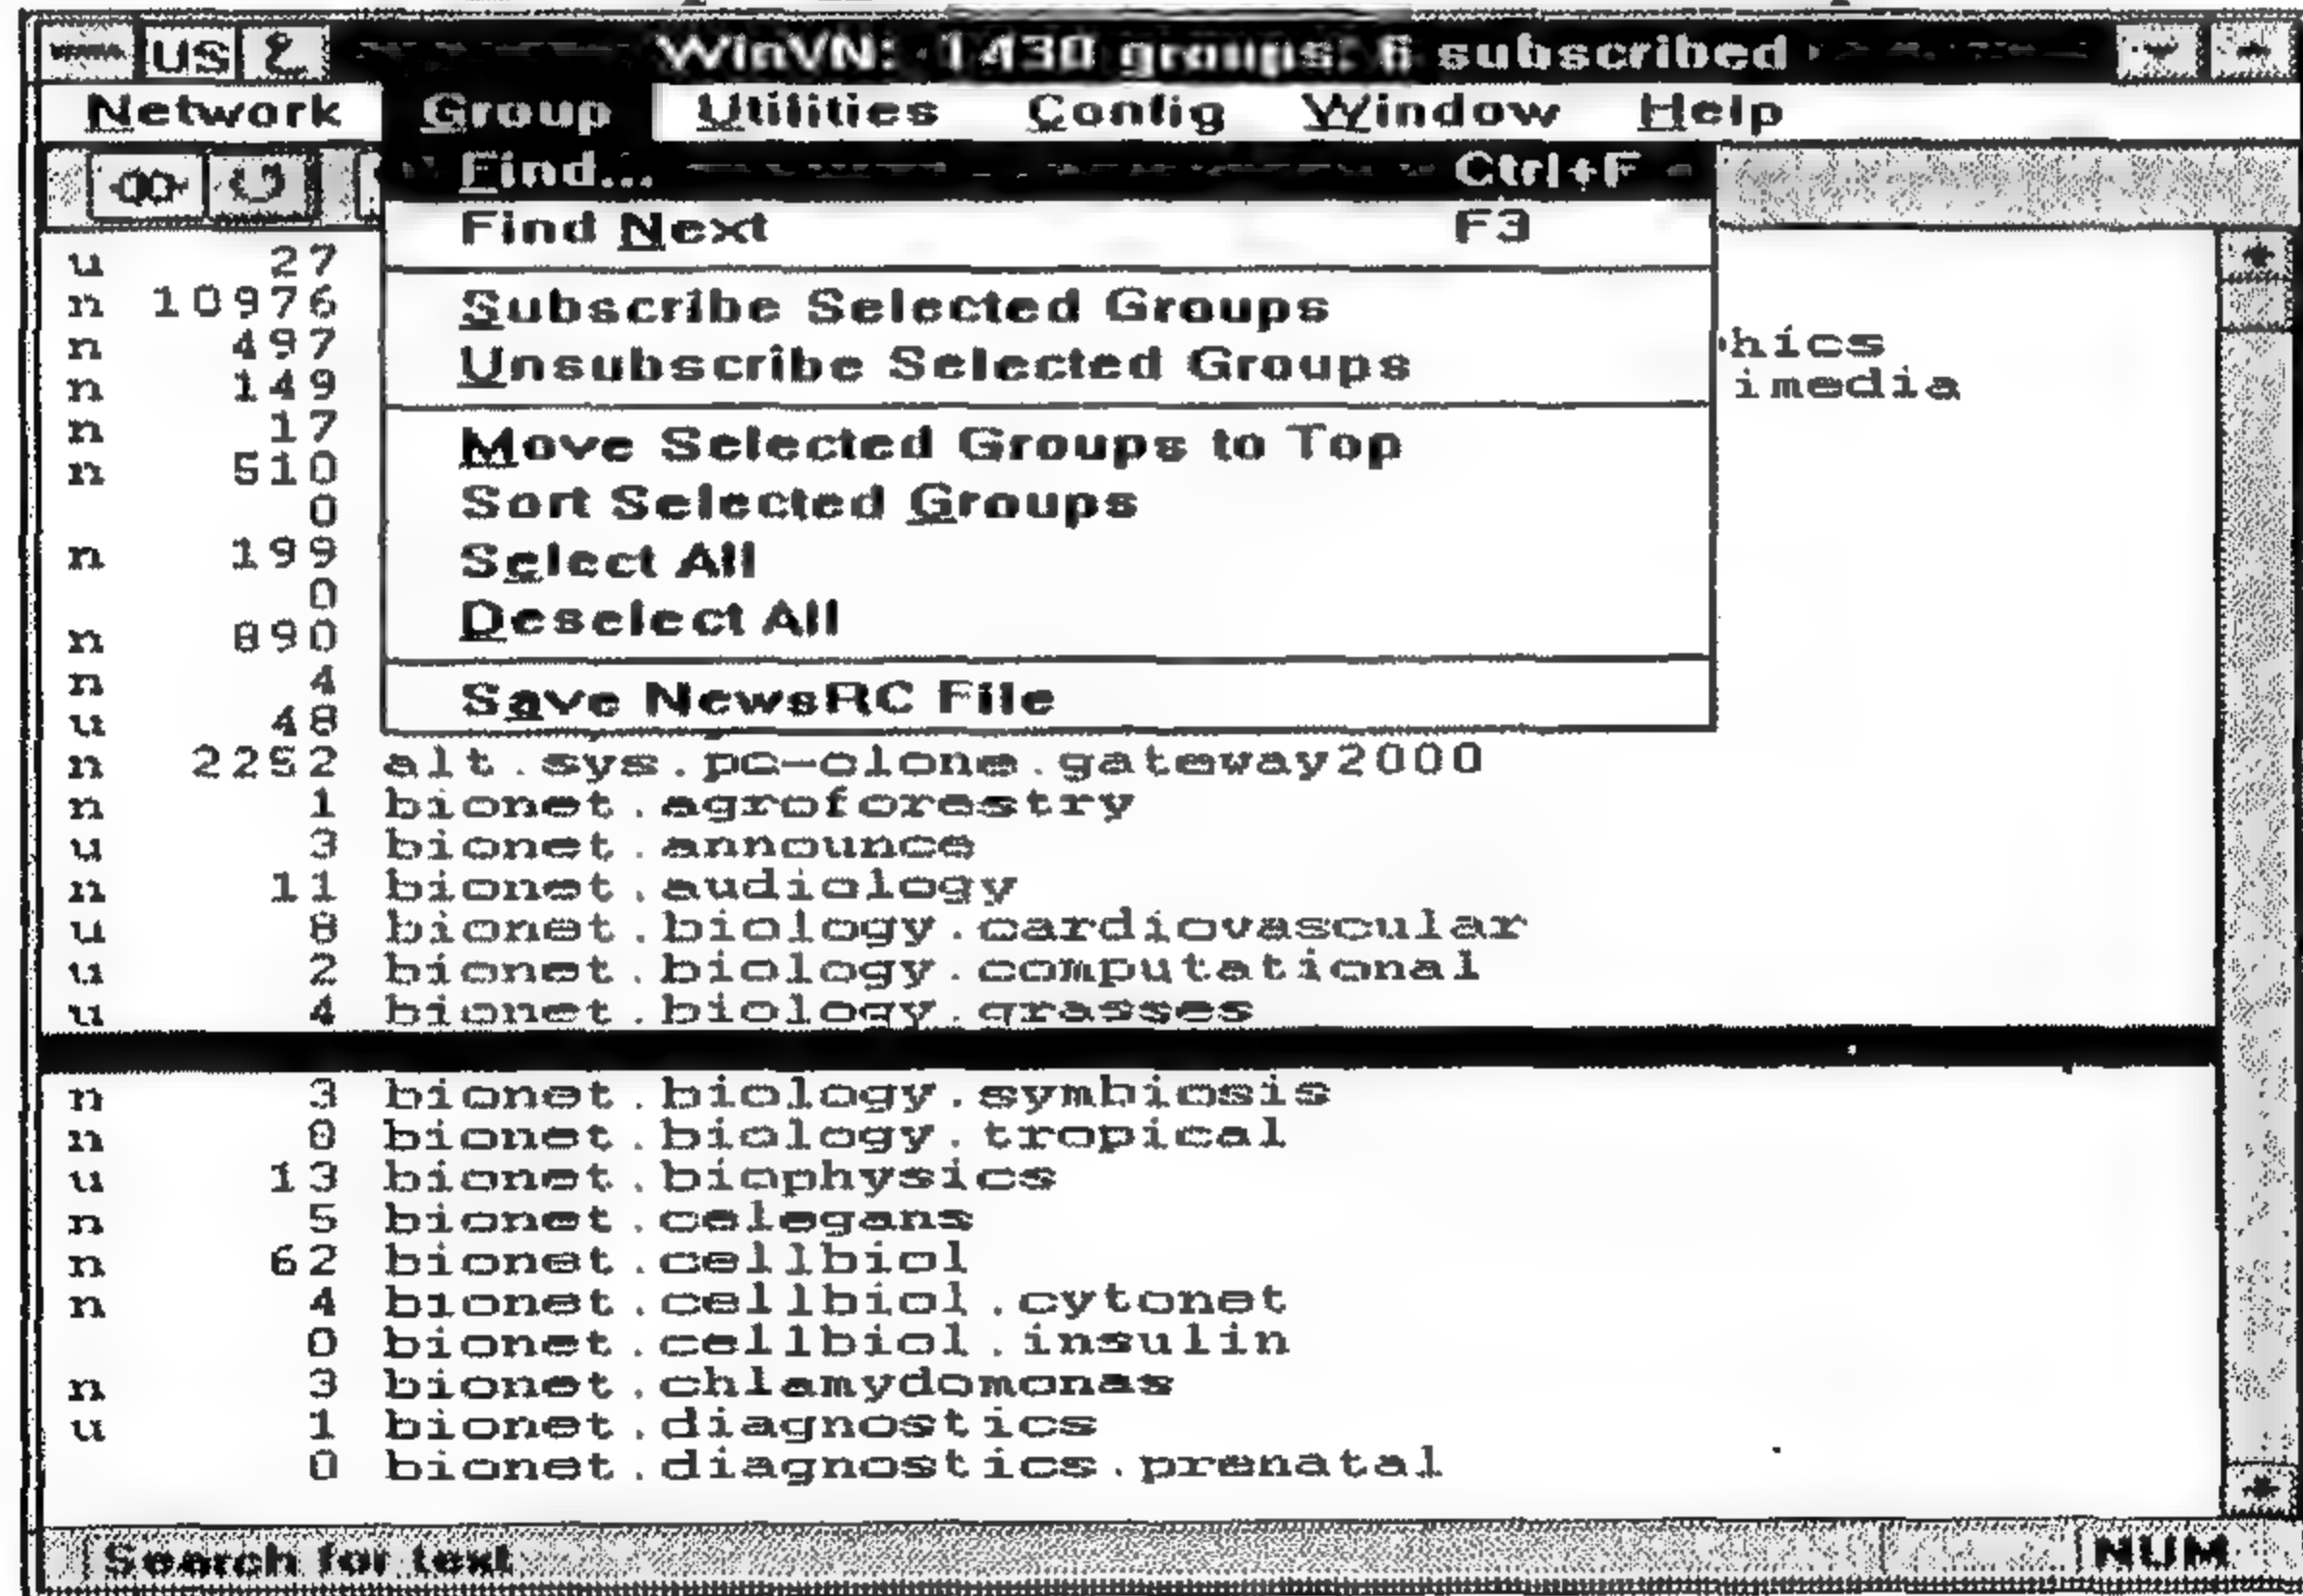 US
WinVN: 1430 groups: 6 subscribed
Network Group Utilities Config Window Help
Find... Ctrl+F
Find Next F3
u 27
n 10976
Subscribe Selected Groups
n 497 hics
Unsubscribe Selected Groups
n 149 imedia
n 17
Move Selected Groups to Top
n 510
Sort Selected Groups
0
n 199
Select All
0
n 890
Deselect All
n 4
Save NewsRC File
u 48
n 2252 alt.sys.pc-clone.gateway2000
n 1 bionet.agroforestry
u 3 bionet.announce
n 11 bionet.audiology
u 8 bionet.biology.cardiovascular
u 2 bionet.biology.computational
u 4 bionet.biology.grasses
n 3 bionet.biology.symbiosis
n 0 bionet.biology.tropical
u 13 bionet.biophysics
n 5 bionet.celegans
n 62 bionet.cellbiol
n 4 bionet.cellbiol.cytonet
0 bionet.cellbiol.insulin
n 3 bionet.chlamydomonas
u 1 bionet.diagnostics
0 bionet.diagnostics.prenatal
Search for text NUM